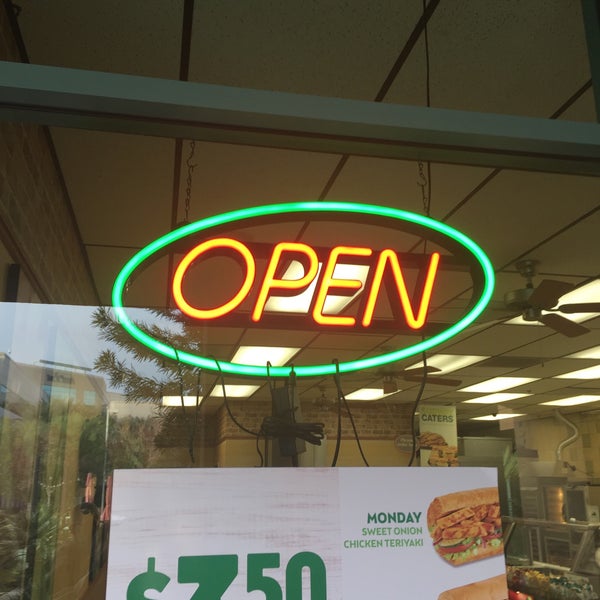 OPEN
CATERS
MONDAY
SWEET ONION
CHICKEN TERIYAKI
$3.50